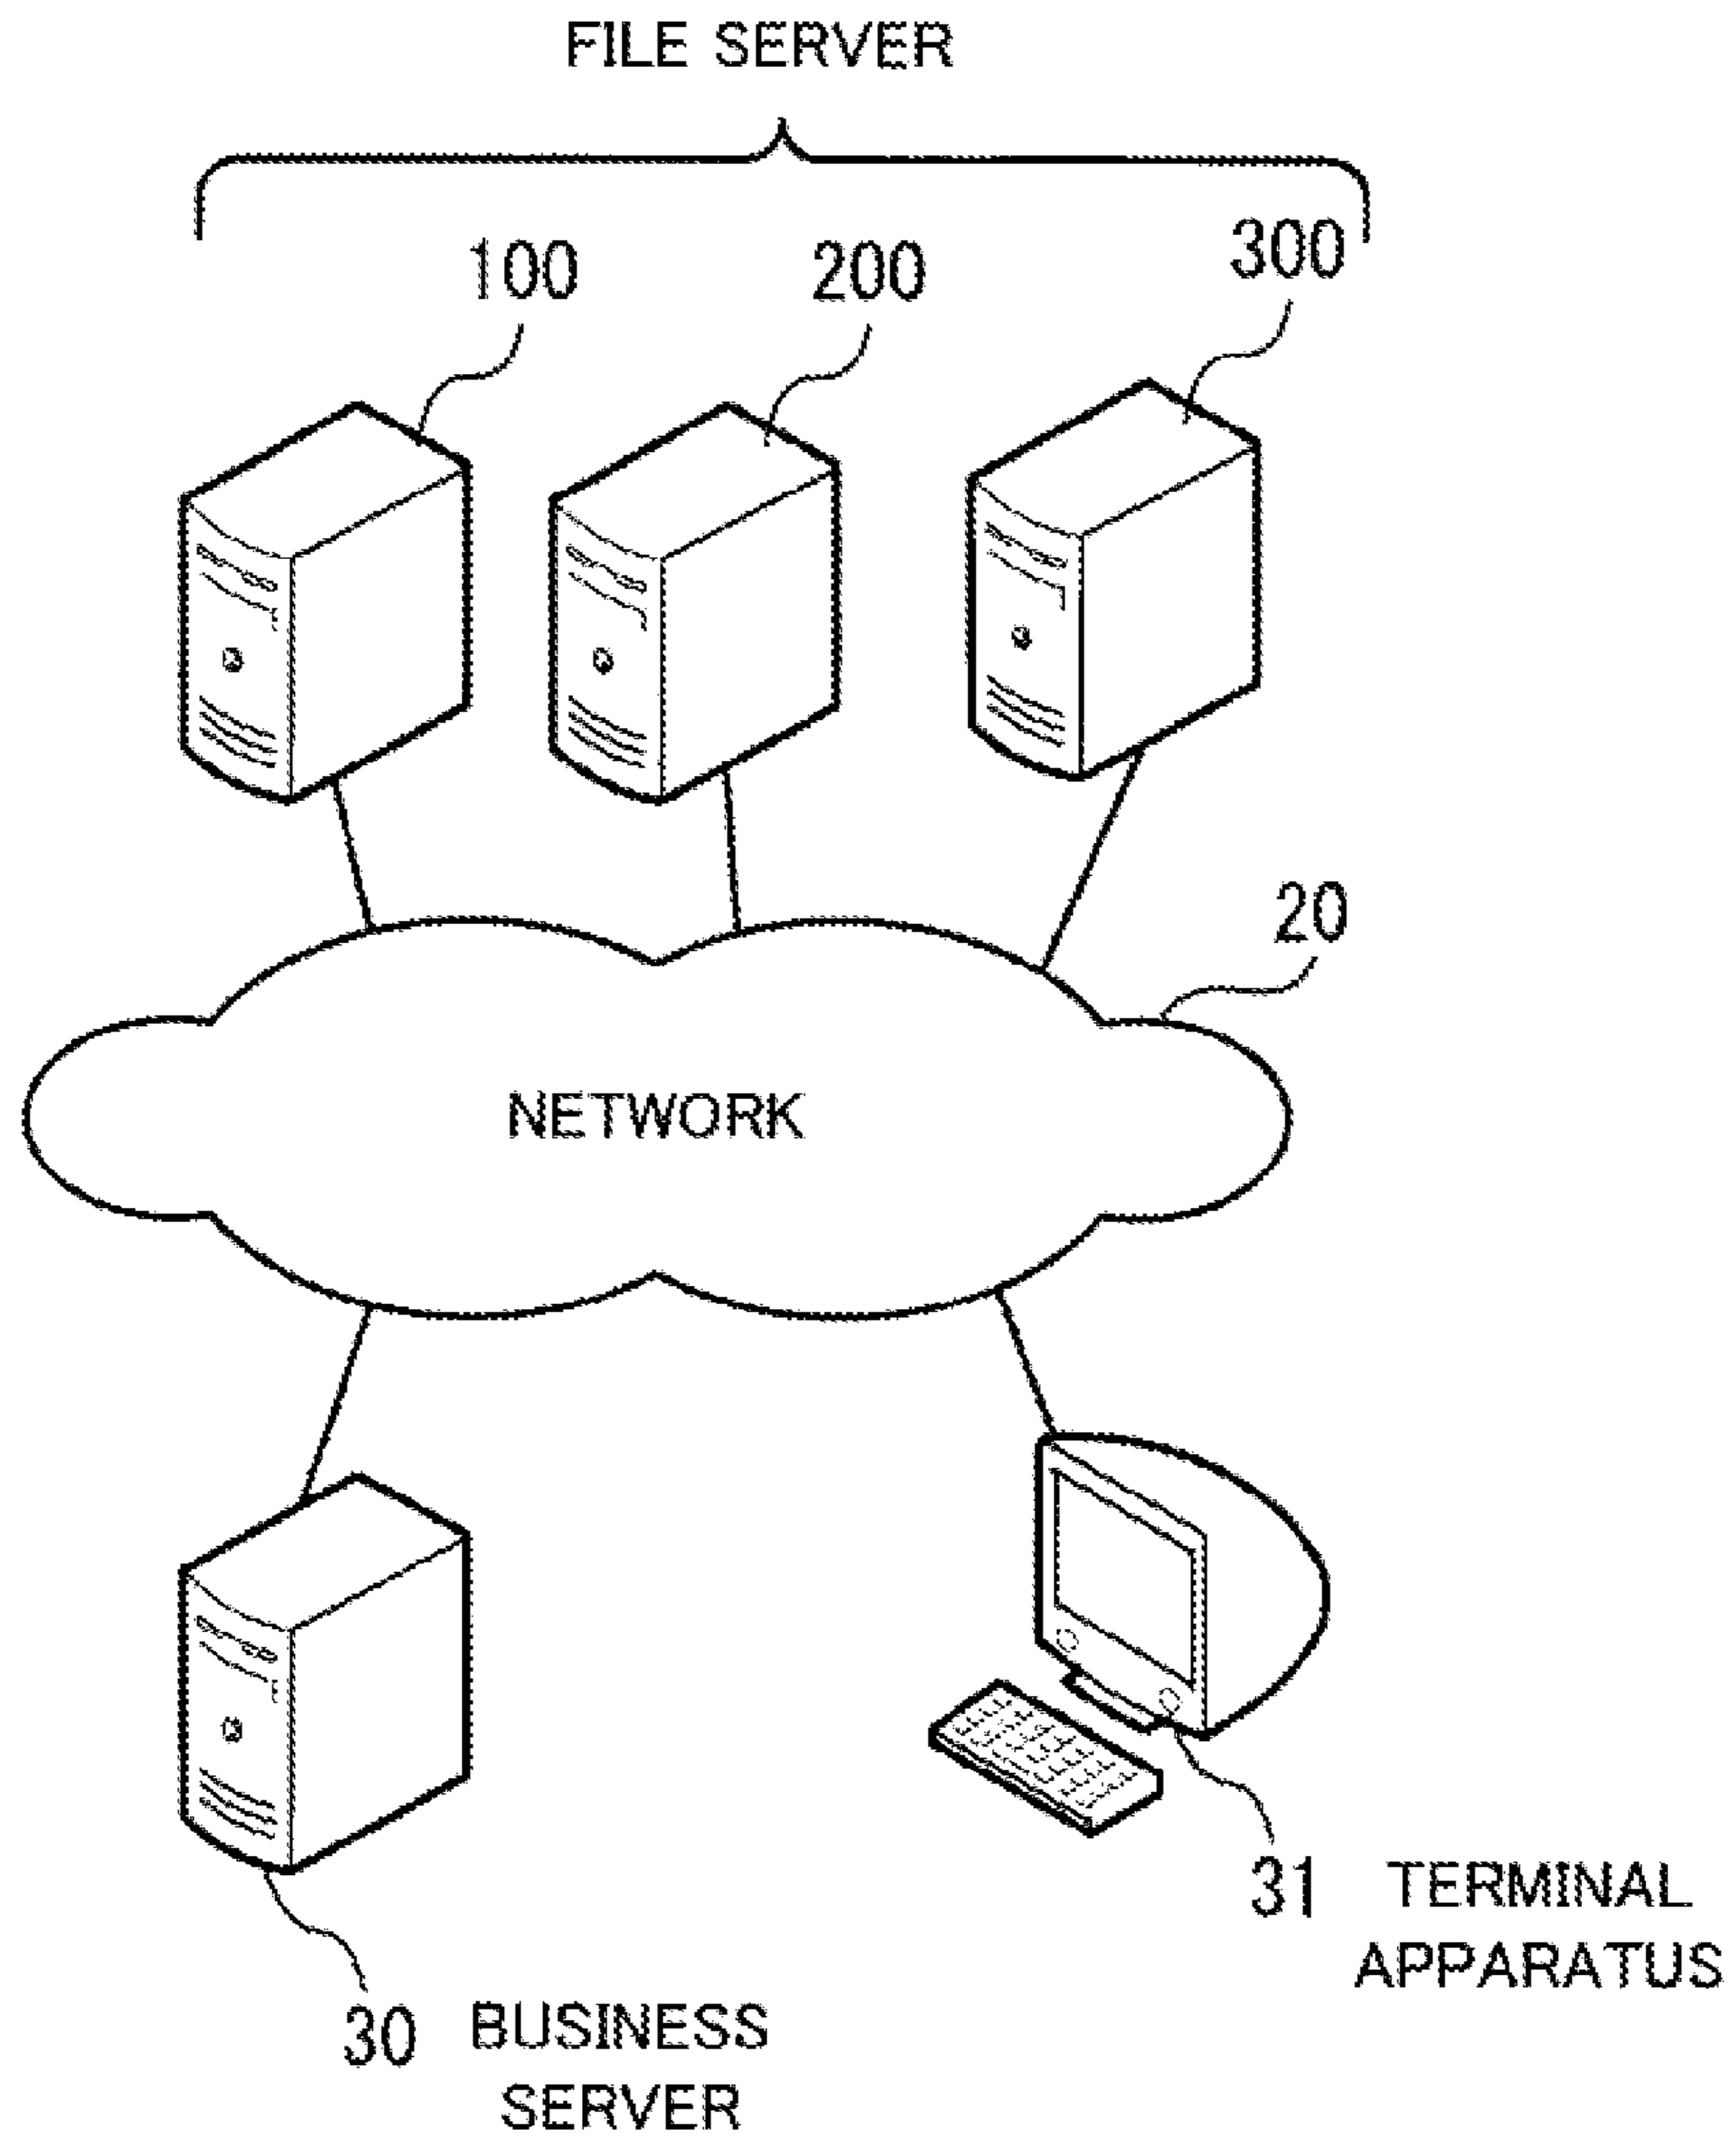 FILE SERVER
100
200
300
20
NETWORK
31 TERMINAL
APPARATUS
30 BUSINESS
SERVER